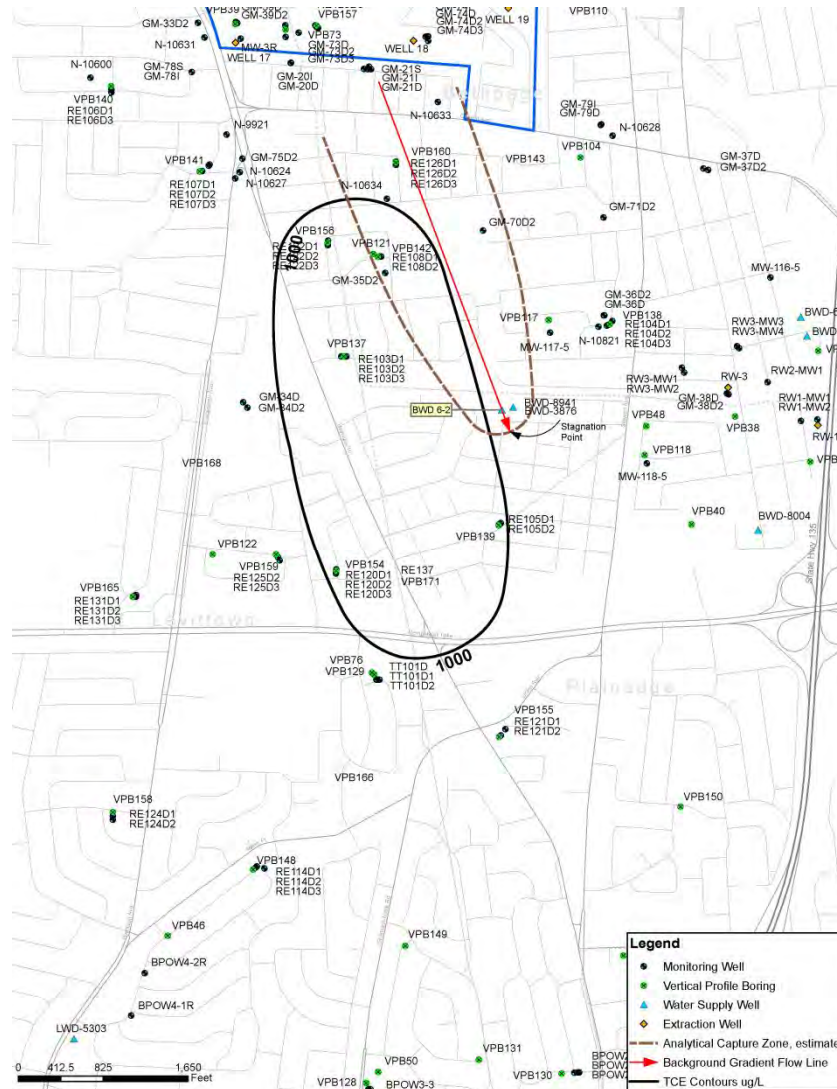 VPB39
GM-39D2
VPB157
GM-74D2
GM-74D3
WELL 19
VPB110
GM-33D2
N-10631
MW-3R
WELL 17
VPB73
GM-73D
GM-73D2
GM-73D3
WELL 18
N-10600
GM-78S
GM-78I
GM-20I
GM-20D
GM-21S
GM-21I
GM-21D
VPB140
RE106D1
RE106D3
N-10633
GM-79I
GM-79D
N-10628
N-9921
VPB141
RE107D1
RE107D2
RE107D3
GM-75D2
N-10624
N-10627
VPB160
RE126D1
RE126D2
RE126D3
VPB143
VPB104
GM-37D
GM-37D2
N-10634
GM-71D2
GM-70D2
VPB156
1000
VPB121
VPB142
RE108D1
RE108D2
GM-35D2
MW-116-5
GM-36D2
GM-36D
VPB138
RE104D1
RE104D2
RE104D3
N-10821
VPB117
MW-117-5
VPB137
RE103D1
RE103D2
RE103D3
RW3-MW3
RW3-MW4
RW3-MW1
RW-3
RW2-MW1
GM-38D
GM-38D2
RW1-MW1
RW1-MW2
GM-34D
GM-34D2
BWD 6-2
BWD-8941
BWD-3876
Stagnation
Point
VPB48
VPB38
VPB118
MW-118-5
VPB168
VPB40
BWD-8004
State Hwy 135
RE105D1
RE105D2
VPB139
VPB122
VPB159
RE125D2
RE125D3
VPB154
RE120D1
RE120D2
RE120D3
RE137
VPB171
VPB165
RE131D1
RE131D2
RE131D3
Levittown
1000
VPB76
VPB129
TT101D
TT101D1
TT101D2
Plainedge
VPB155
RE121D1
RE121D2
VPB166
VPB158
RE124D1
RE124D2
VPB150
VPB148
RE114D1
RE114D2
RE114D3
VPB46
BPOW4-2R
VPB149
BPOW4-1R
LWD-5303
VPB131
VPB50
VPB128
BPOW3-3
VPB130
0 412.5 825 1,650
Feet
Legend
Monitoring Well
Vertical Profile Boring
Water Supply Well
Extraction Well
Analytical Capture Zone, estimate
Background Gradient Flow Line
TCE Contours ug/L